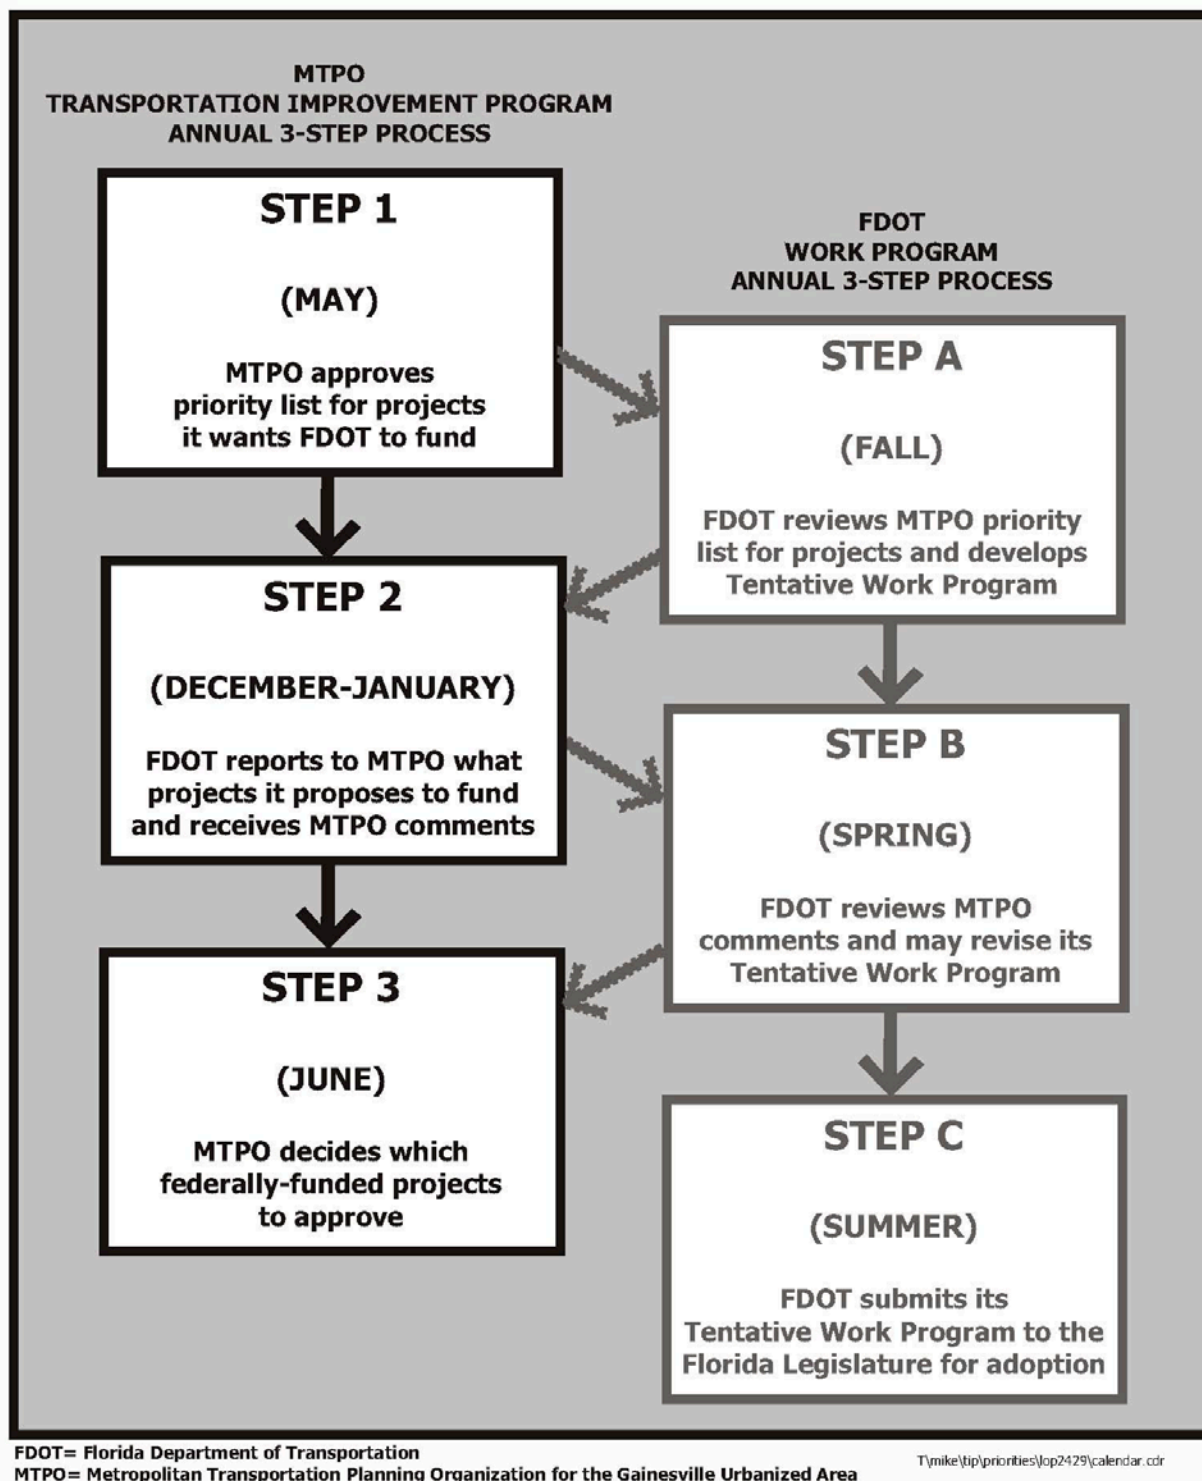 MTPO
TRANSPORTATION IMPROVEMENT PROGRAM
ANNUAL 3-STEP PROCESS
STEP 1
(MAY)
MTPO approves
priority list for projects
it wants FDOT to fund
STEP 2
(DECEMBER-JANUARY)
FDOT reports to MTPO what
projects it proposes to fund
and receives MTPO comments
STEP 3
(JUNE)
MTPO decides which
federally-funded projects
to approve
FDOT
WORK PROGRAM
ANNUAL 3-STEP PROCESS
STEP A
(FALL)
FDOT reviews MTPO priority
list for projects and develops
Tentative Work Program
STEP B
(SPRING)
FDOT reviews MTPO
comments and may revise its
Tentative Work Program
STEP C
(SUMMER)
FDOT submits its
Tentative Work Program to the
Florida Legislature for adoption
FDOT= Florida Department of Transportation
MTPO= Metropolitan Transportation Planning Organization for the Gainesville Urbanized Area
T\mike\tip\priorities\lop2429\calendar.cdr